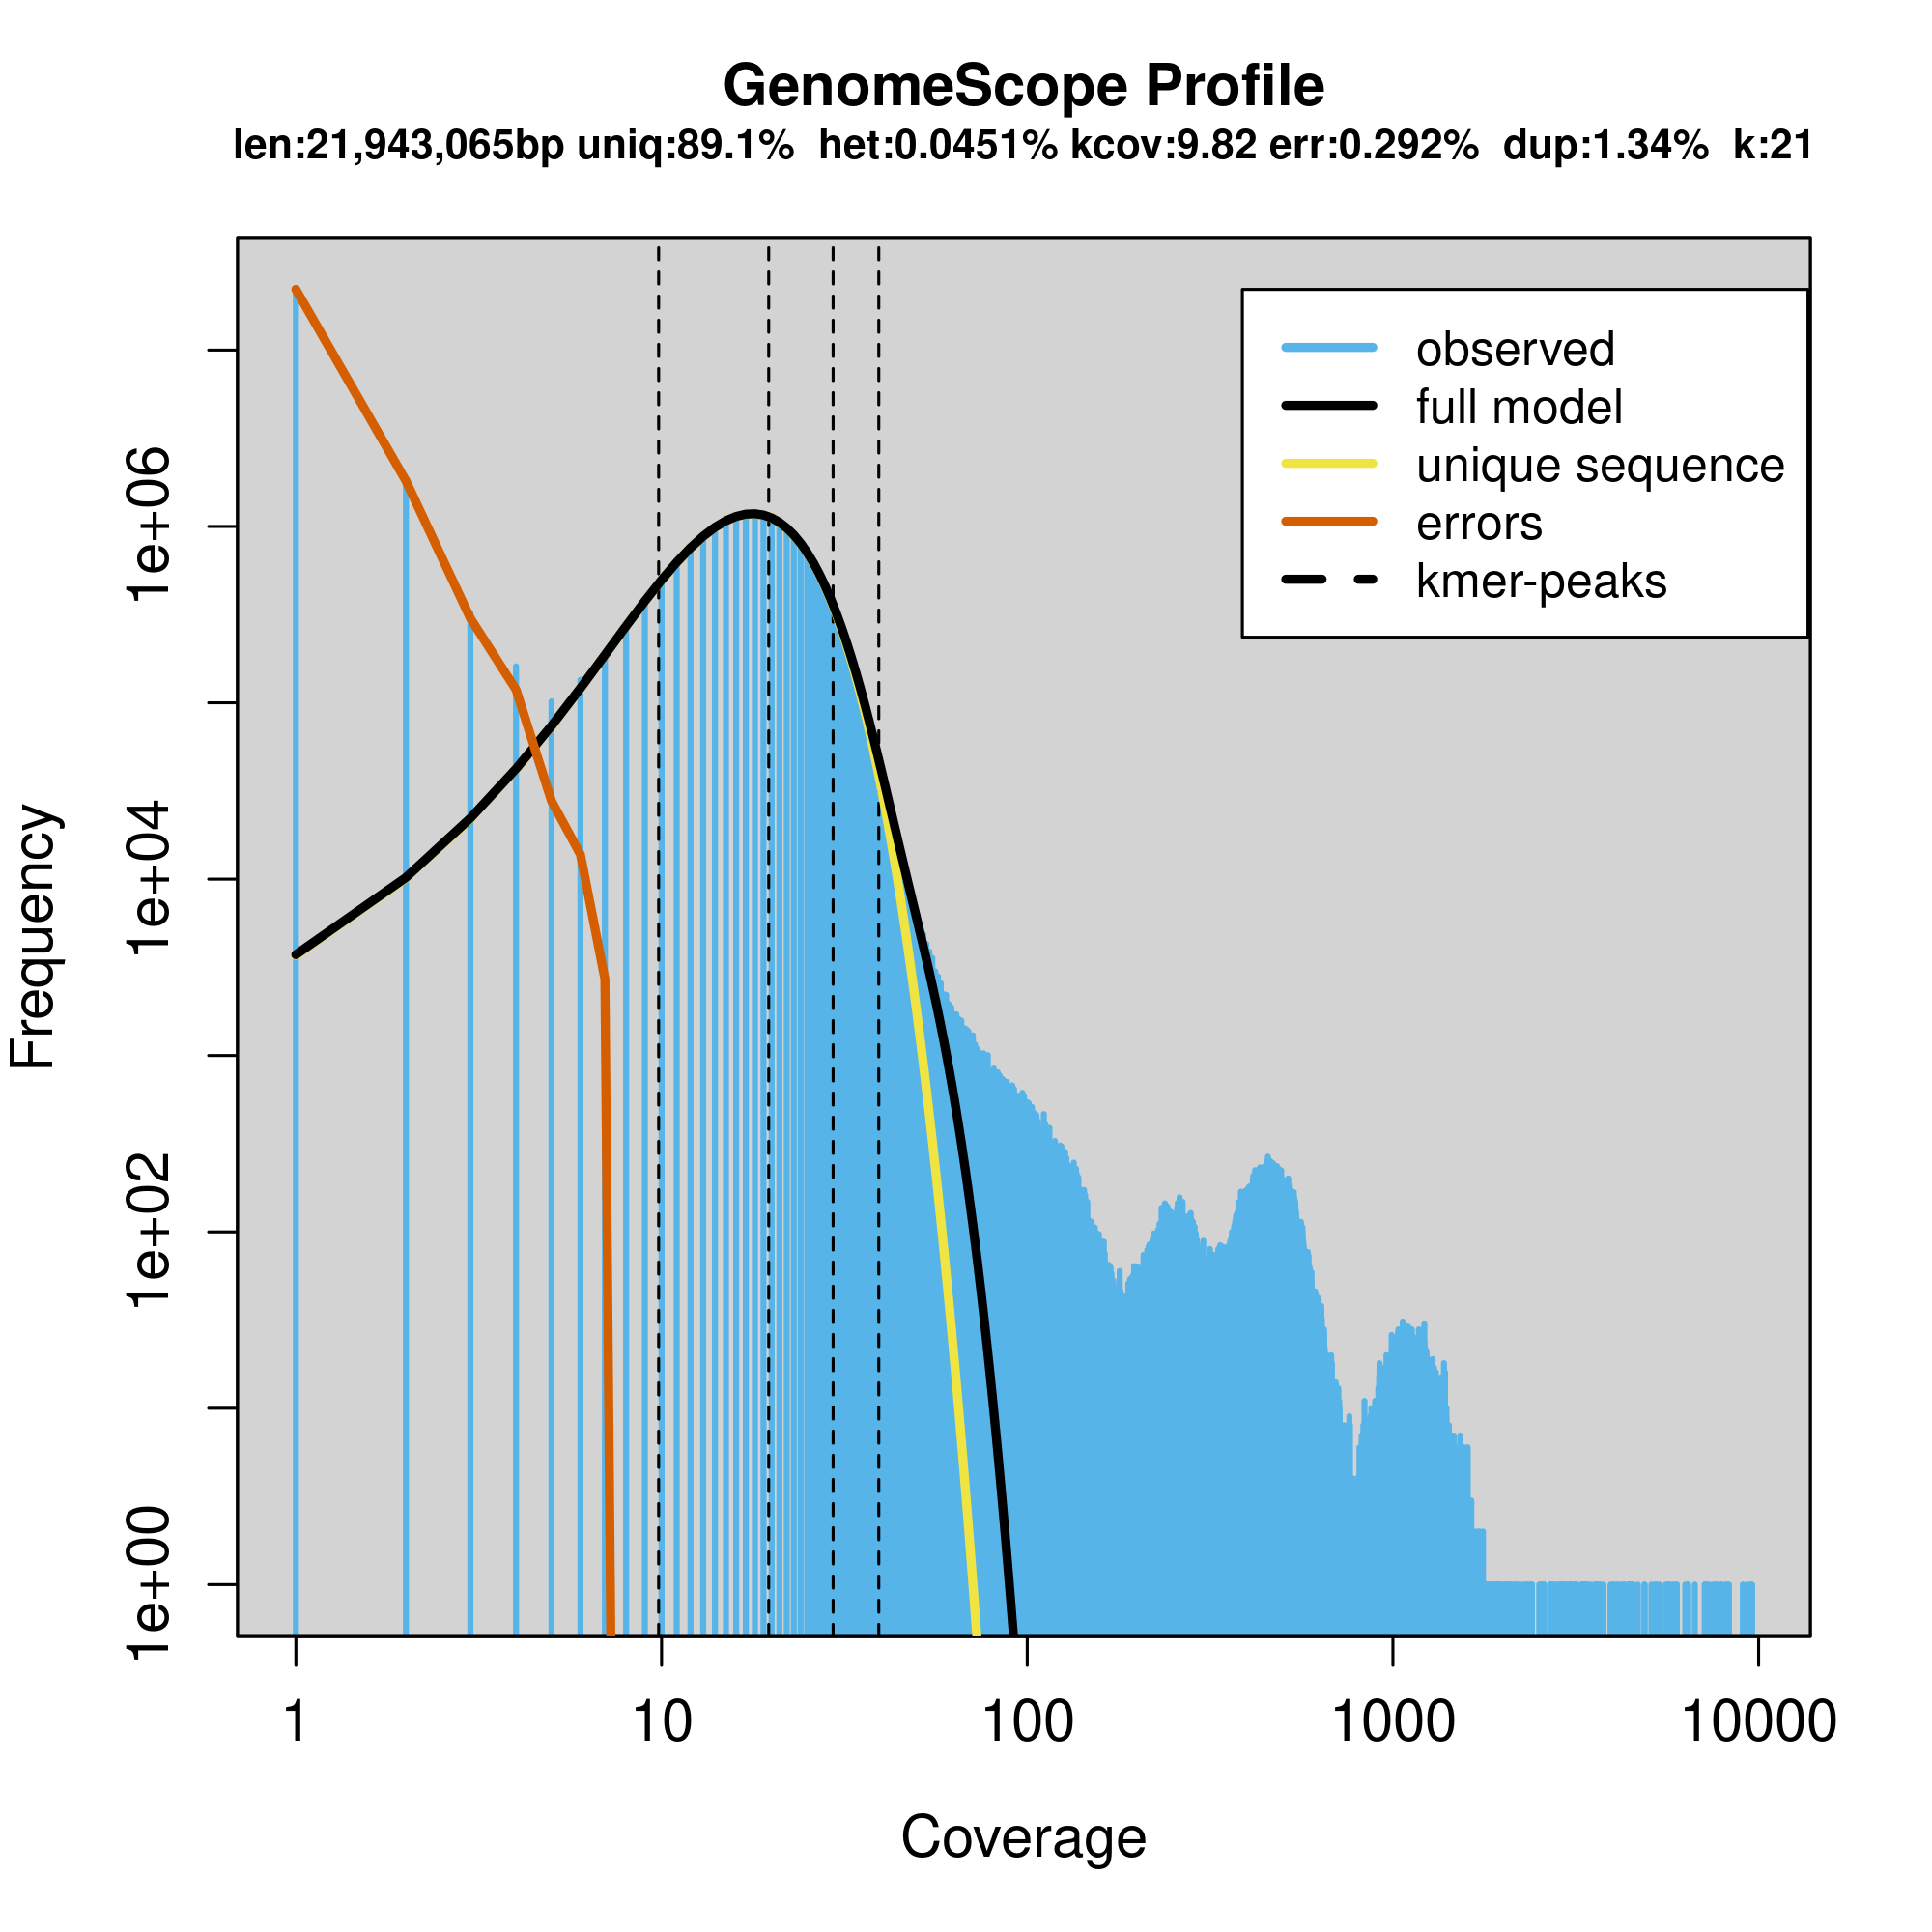 GenomeScope Profile
len:21,943,065bp uniq:89.1%  het:0.0451% kcov:9.82 err:0.292%  dup:1.34%  k:21
observed
full model
unique sequence
errors
kmer-peaks
Frequency
1e+06
1e+04
1e+02
1e+00
1 10 100 1000 10000
Coverage